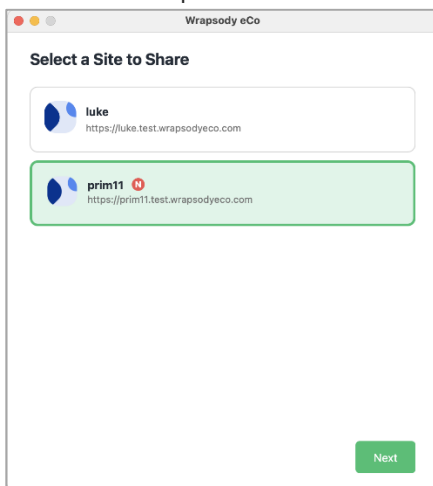 Wrapsody eCo
Select a Site to Share
luke
https://luke.test.wrapsodyeco.com
prim11 N
https://prim11.test.wrapsodyeco.com
Next